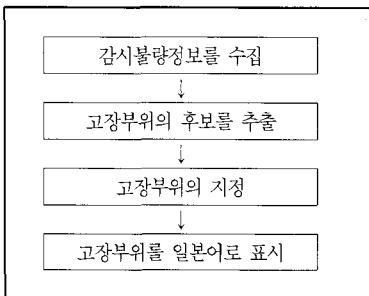 감시불량정보를 수집
↓
고장부위의 후보를 추출
↓
고장부위의 지정
↓
고장부위를 일본어로 표시